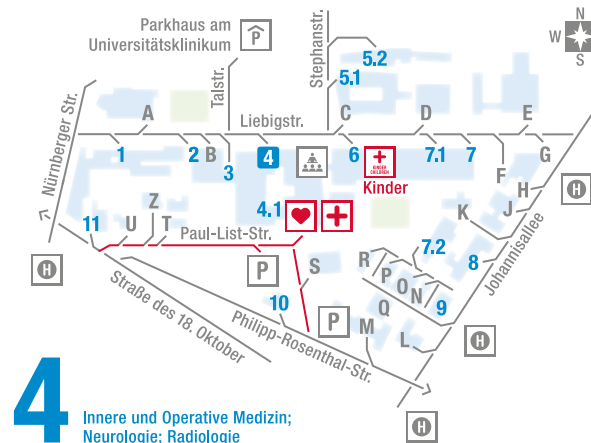 Parkhaus am
Universitätsklinikum
P
N
W
S
Stephanstr.
5.2
5.1
Talstr.
Nürnberger Str.
A
Liebigstr.
C
D
E
1
2
B
3
4
6
KINDER
CHILDREN
Kinder
7.1
7
F
G
H
H
J
4.1
K
Johannisallee
Z
11
U
T
Paul-List-Str.
7.2
8
H
P
S
R
P
O
N
9
Straße des 18. Oktober
10
P
Q
M
L
H
Philipp-Rosenthal-Str.
H
4
Innere und Operative Medizin;
Neurologie; Radiologie